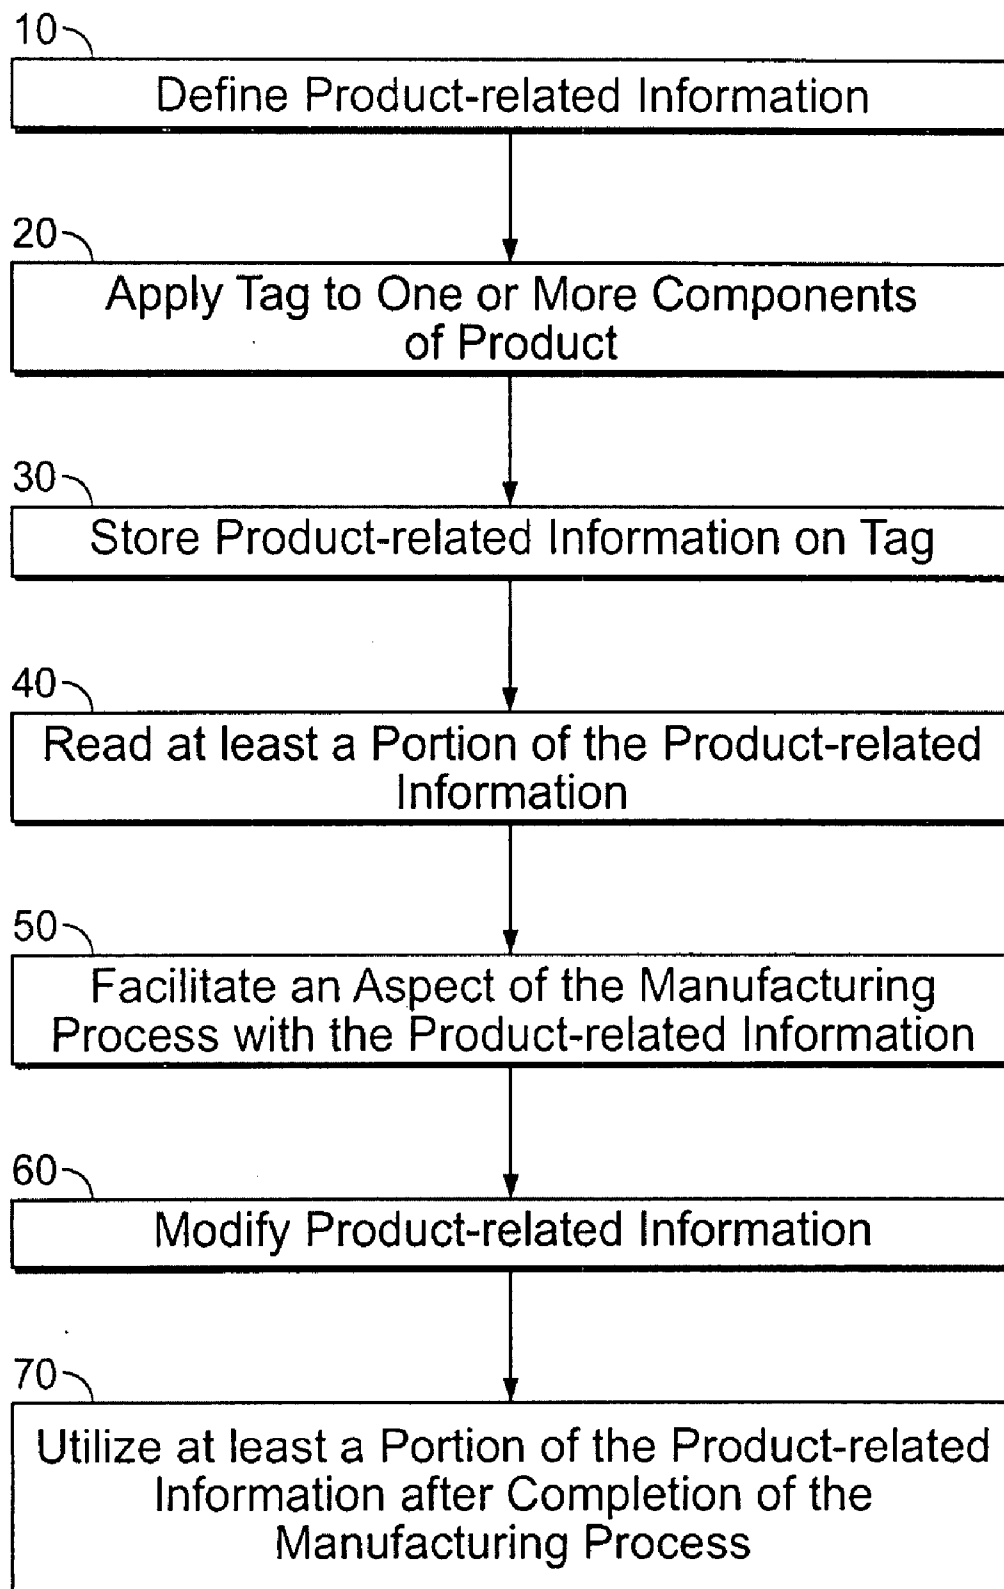 10
Define Product-related Information
20
Apply Tag to One or More Components
of Product
30
Store Product-related Information on Tag
40
Read at least a Portion of the Product-related
Information
50
Facilitate an Aspect of the Manufacturing
Process with the Product-related Information
60
Modify Product-related Information
70
Utilize at least a Portion of the Product-related
Information after Completion of the
Manufacturing Process